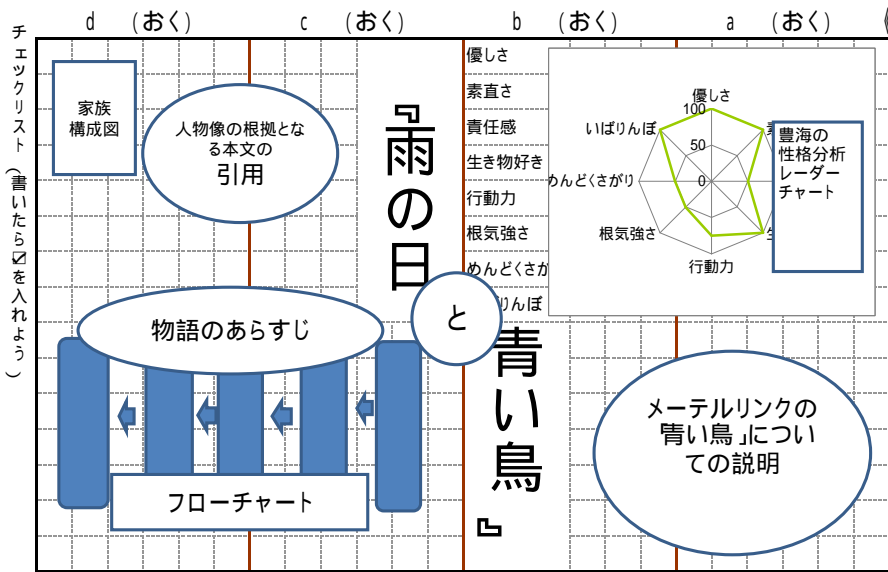 d (おく) c (おく) b (おく) a (おく)
チェックリスト (書いたら☑を入れよう)
家族
構成図
人物像の根拠とな
る本文の
引用
『雨の日
と
青い鳥』
優しさ
素直さ
責任感
生き物好き
行動力
根気強さ
めんどくさが
りんぼ
優しさ
100
50
0
いばりんぼ
めんどくさがり
根気強さ
行動力
豊海の
性格分析
レーダー
チャート
物語のあらすじ
フローチャート
メーテルリンクの
「青い鳥」につい
ての説明